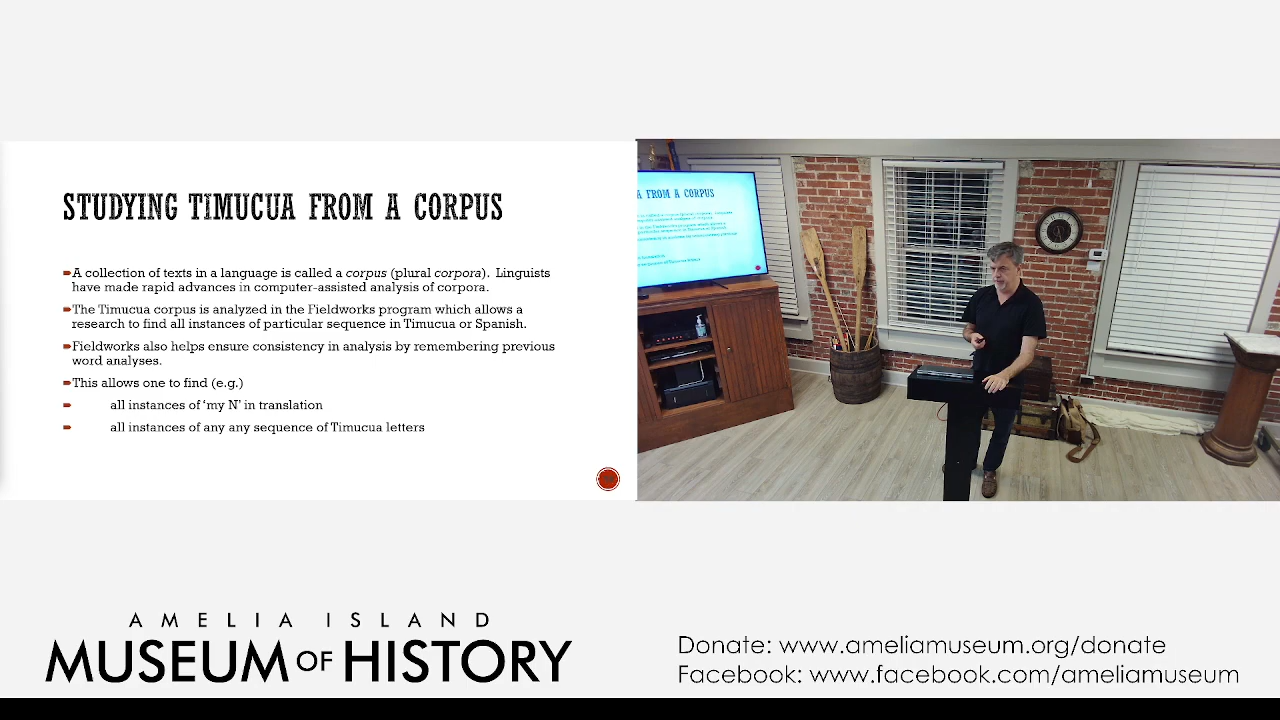 STUDYING TIMUCUA FROM A CORPUS
A collection of texts in a language is called a corpus (plural corpora). Linguists
have made rapid advances in computer-assisted analysis of corpora.
The Timucua corpus is analyzed in the Fieldworks program which allows a
research to find all instances of particular sequence in Timucua or Spanish.
Fieldworks also helps ensure consistency in analysis by remembering previous
word analyses.
This allows one to find (e.g.)
all instances of ‘my N’ in translation
all instances of any any sequence of Timucua letters
A FROM A CORPUS
AMELIA ISLAND
MUSEUM OF HISTORY
Donate: www.ameliamuseum.org/donate
Facebook: www.facebook.com/ameliamuseum